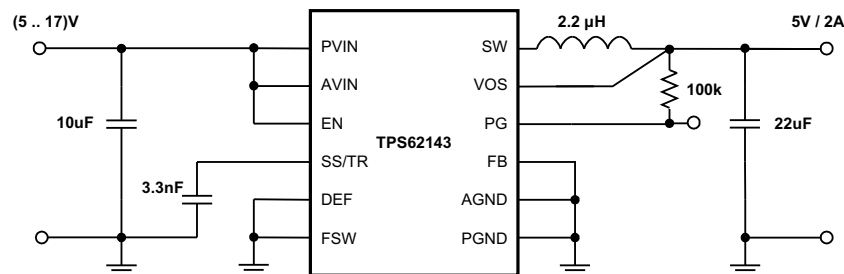 (5 .. 17)V
2.2 µH
5V / 2A
PVIN
SW
AVIN
VOS
100k
10uF
EN
PG
22uF
TPS62143
3.3nF
SS/TR
FB
DEF
AGND
FSW
PGND